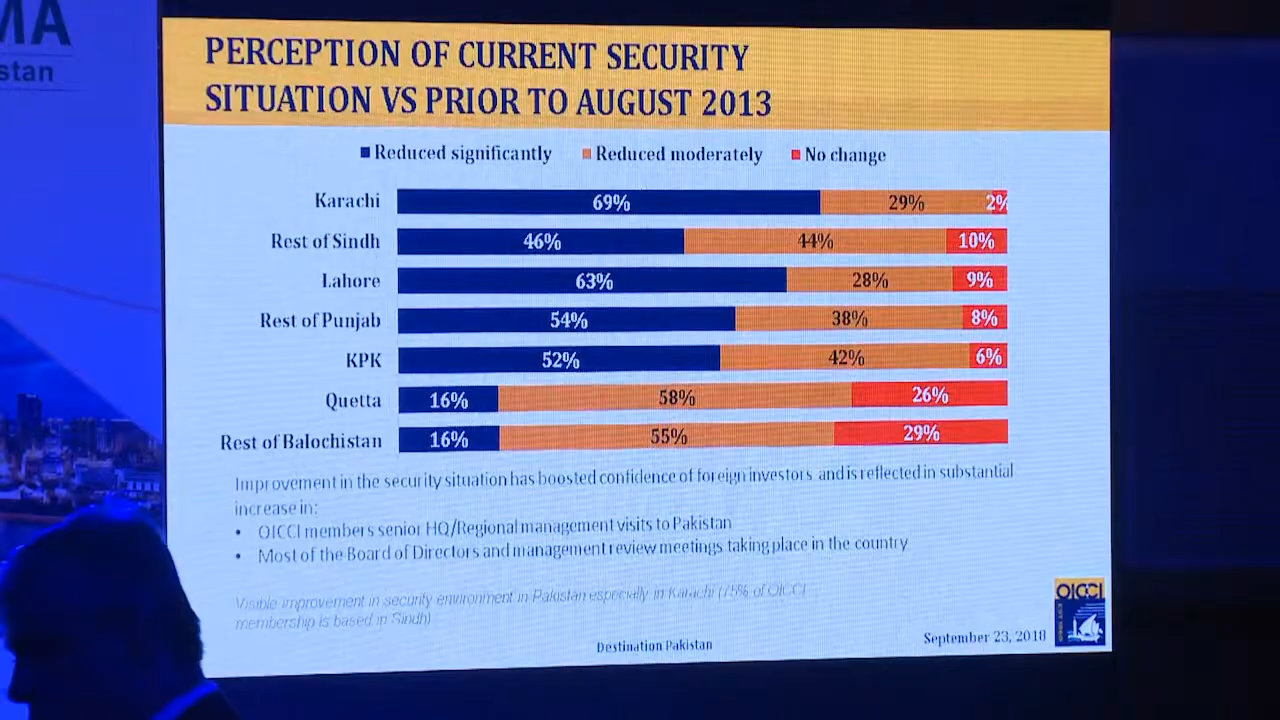 MA
stan
PERCEPTION OF CURRENT SECURITY
SITUATION VS PRIOR TO AUGUST 2013
Reduced significantly Reduced moderately No change
Karachi 69% 29% 2%
Rest of Sindh 46% 44% 10%
Lahore 63% 28% 9%
Rest of Punjab 54% 38% 8%
KPK 52% 42% 6%
Quetta 16% 58% 26%
Rest of Balochistan 16% 55% 29%
Improvement in the security situation has boosted confidence of foreign investors and is reflected in substantial
increase in:
• OICCI members senior HQ/Regional management visits to Pakistan
• Most of the Board of Directors and management review meetings taking place in the country
Visible improvement in security environment in Pakistan especially in Karachi (75% of OICCI
membership is based in Sindh)
Destination Pakistan
September 23, 2018
OICCI